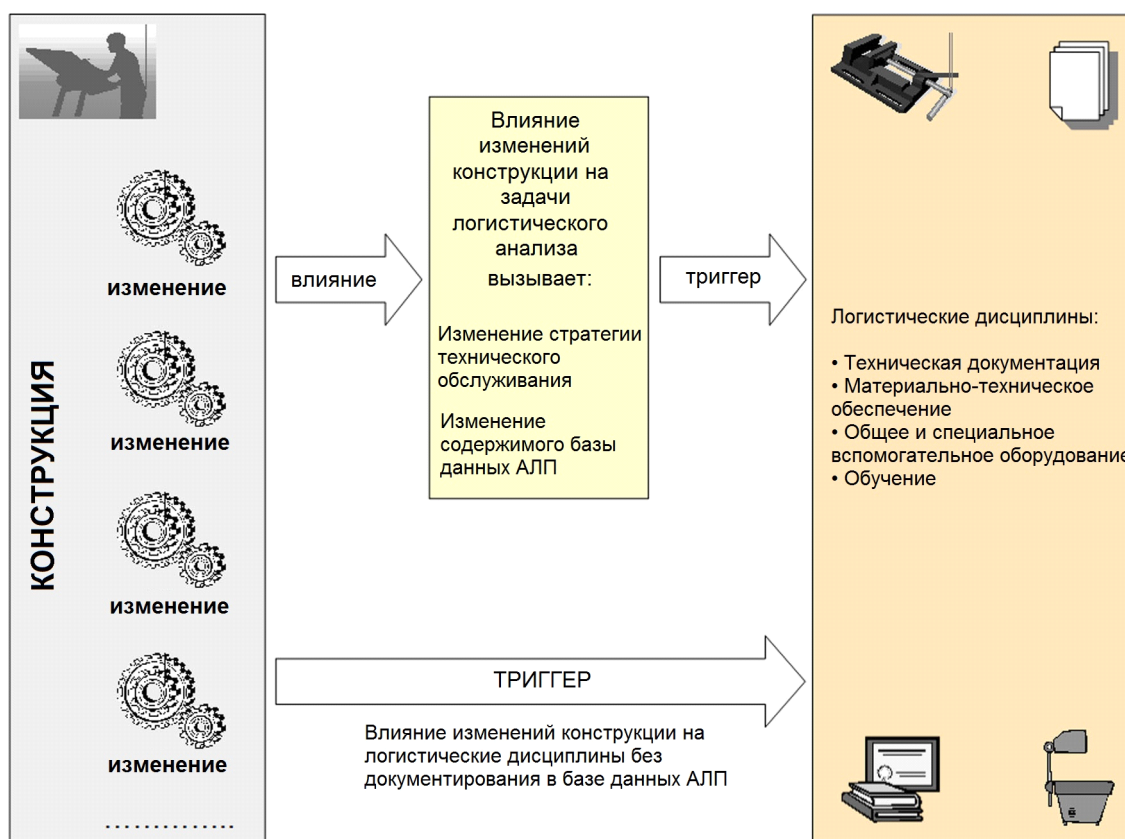 КОНСТРУКЦИЯ
изменение
изменение
изменение
изменение
..............
влияние
Влияние
изменений
конструкции на
задачи
логистического
анализа
вызывает:
Изменение стратегии
технического
обслуживания
Изменение
содержимого базы
данных АЛП
триггер
ТРИГГЕР
Влияние изменений конструкции на
логистические дисциплины без
документирования в базе данных АЛП
Логистические дисциплины:
• Техническая документация
• Материально-техническое
обеспечение
• Общее и специальное
вспомогательное оборудование
• Обучение